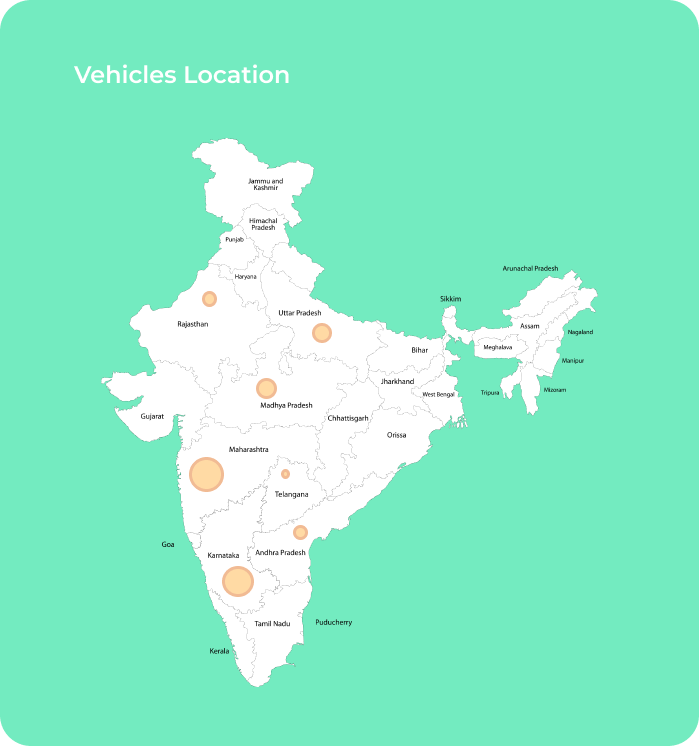 Vehicles Location
Jammu and
Kashmir
Himachal
Pradesh
Punjab
Haryana
Arunachal Pradesh
Sikkim
Uttar Pradesh
Rajasthan
Assam
Nagaland
Bihar
Meghalava
Manipur
Jharkhand
Mizoram
Tripura
West Bengal
Madhya Pradesh
Gujarat
Chhattisgarh
Orissa
Maharashtra
Telangana
Goa
Karnataka
Andhra Pradesh
Tamil Nadu
Puducherry
Kerala